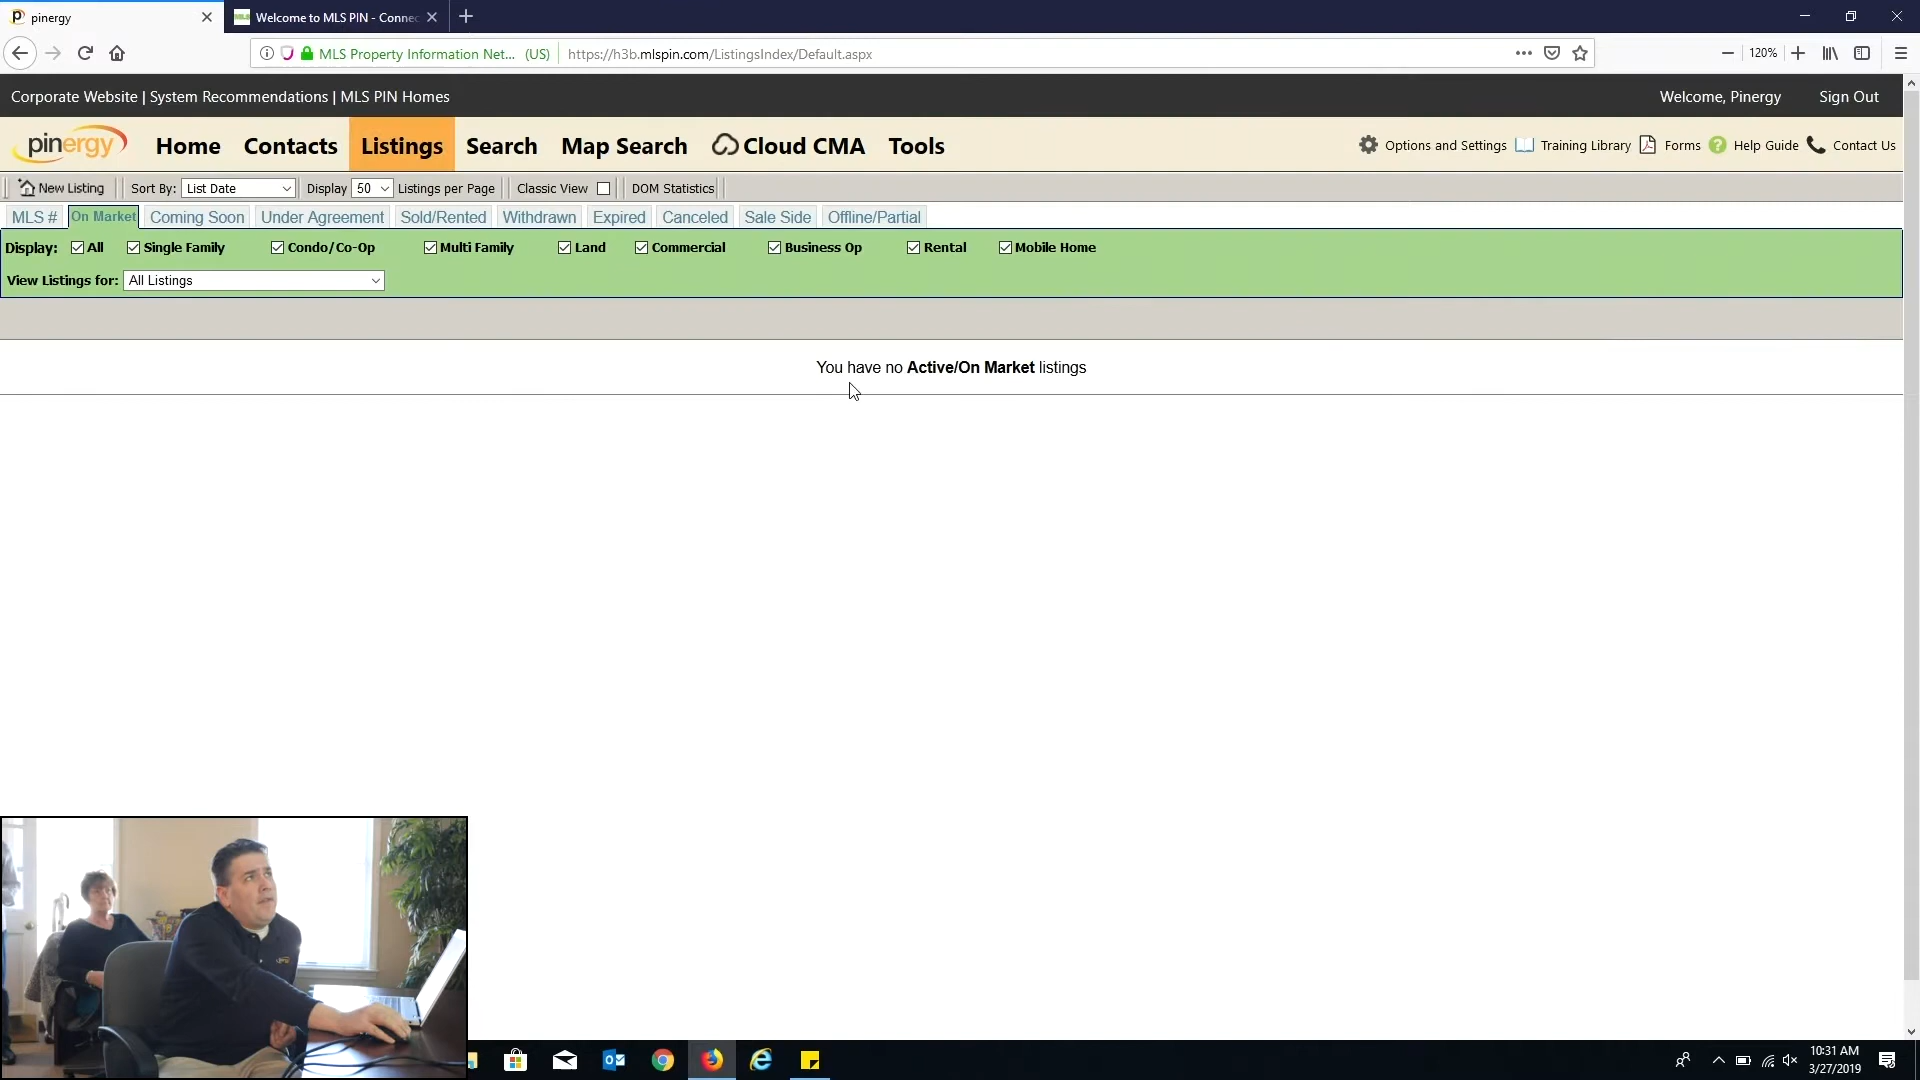 pinergy
Welcome to MLS PIN - Connec
MLS Property Information Net... (US)
https://h3b.mlspin.com/ListingsIndex/Default.aspx
120%
Corporate Website | System Recommendations | MLS PIN Homes
Welcome, Pinergy
Sign Out
pinergy
Home
Contacts
Listings
Search
Map Search
Cloud CMA
Tools
Options and Settings
Training Library
Forms
Help Guide
Contact Us
New Listing
Sort By: List Date
Display 50 Listings per Page
Classic View
DOM Statistics
MLS #
On Market
Coming Soon
Under Agreement
Sold/Rented
Withdrawn
Expired
Canceled
Sale Side
Offline/Partial
Display: All Single Family Condo/Co-Op Multi Family Land Commercial Business Op Rental Mobile Home
View Listings for: All Listings
You have no Active/On Market listings
10:31 AM
3/27/2019